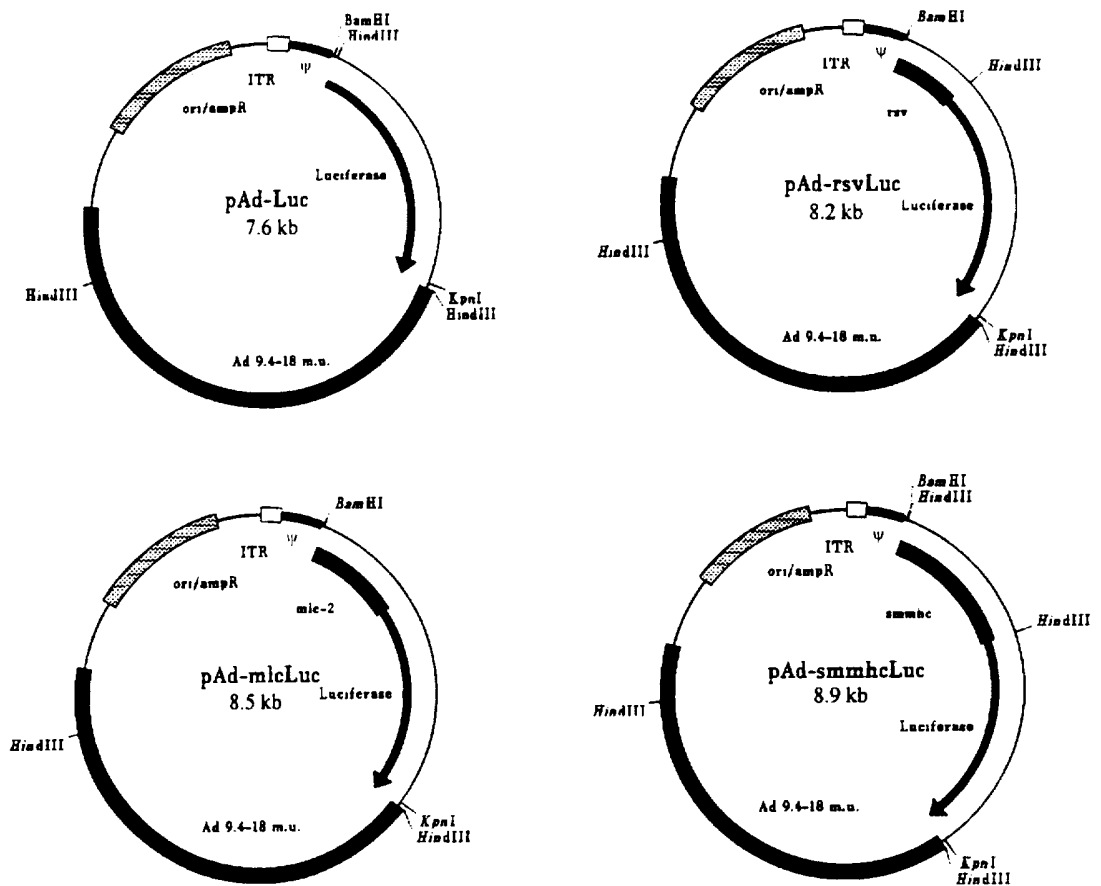 BamHI
HindIII
ITR
Ψ
ori/ampR
Luciferase
pAd-Luc
7.6 kb
HindIII
KpnI
HindIII
Ad 9.4-18 m.u.
BamHI
HindIII
ITR
Ψ
ori/ampR
rsv
pAd-rsvLuc
8.2 kb
Luciferase
HindIII
KpnI
HindIII
Ad 9.4-18 m.u.
BamHI
ITR
Ψ
ori/ampR
mlc-2
pAd-mlcLuc
8.5 kb
Luciferase
HindIII
KpnI
HindIII
Ad 9.4-18 m.u.
BamHI
HindIII
ITR
Ψ
ori/ampR
smmhc
HindIII
pAd-smmhcLuc
8.9 kb
HindIII
Luciferase
Ad 9.4-18 m.u.
KpnI
HindIII